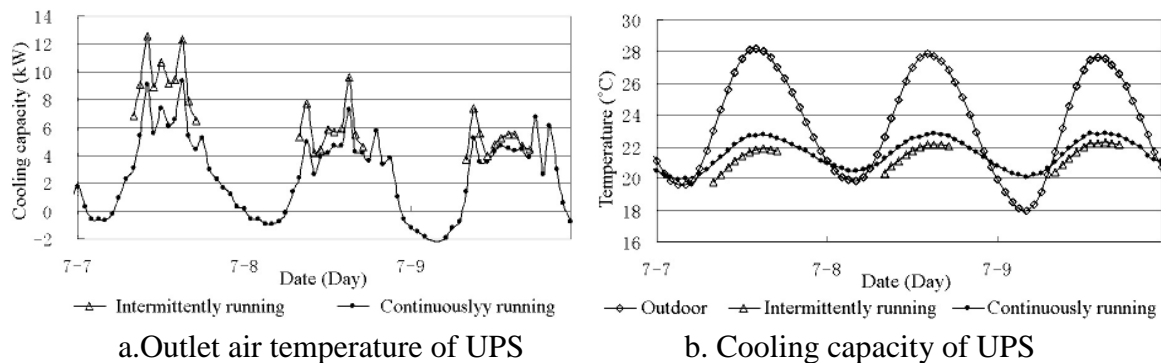 Cooling capacity (kW)
14
12
10
8
6
4
2
0
-2
7-7
7-8
7-9
Date (Day)
Intermittently running
Continuouslyy running
a.Outlet air temperature of UPS
Temperature (°C)
30
28
26
24
22
20
18
16
7-7
7-8
7-9
Date (Day)
Outdoor
Intermittently running
Continuously running
b. Cooling capacity of UPS